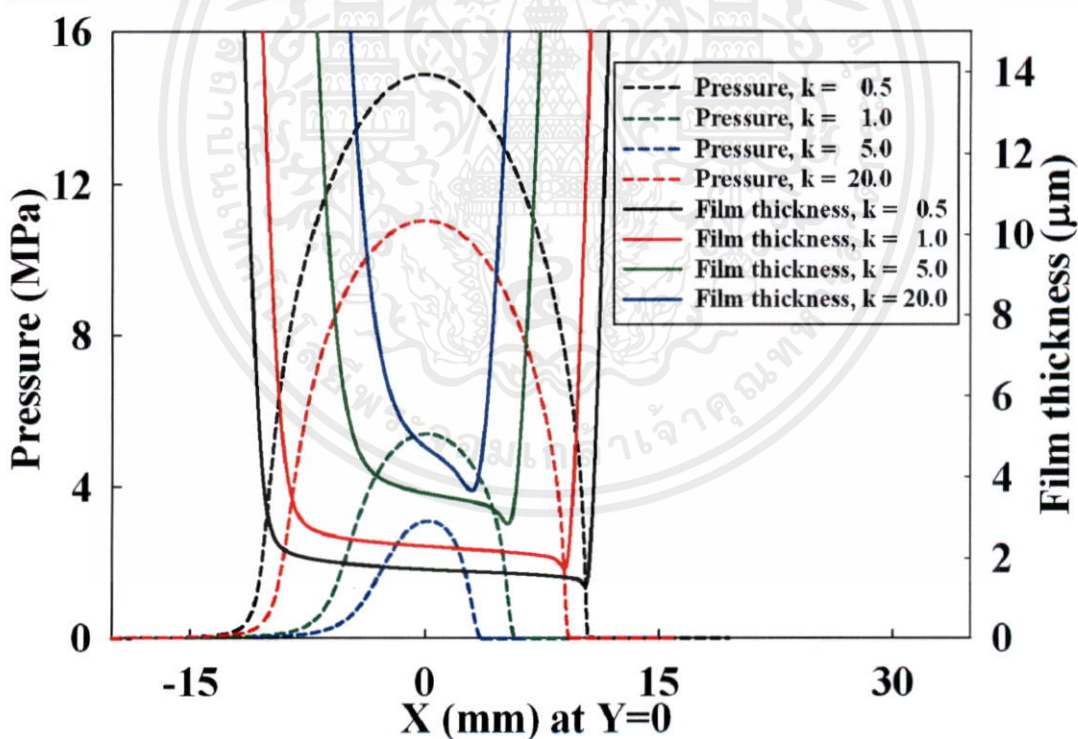 16
12
8
4
0
Pressure (MPa)
-15
0
15
30
X (mm) at Y=0
14
12
10
8
6
4
2
0
Film thickness (µm)
Pressure, k = 0.5
Pressure, k = 1.0
Pressure, k = 5.0
Pressure, k = 20.0
Film thickness, k = 0.5
Film thickness, k = 1.0
Film thickness, k = 5.0
Film thickness, k = 20.0